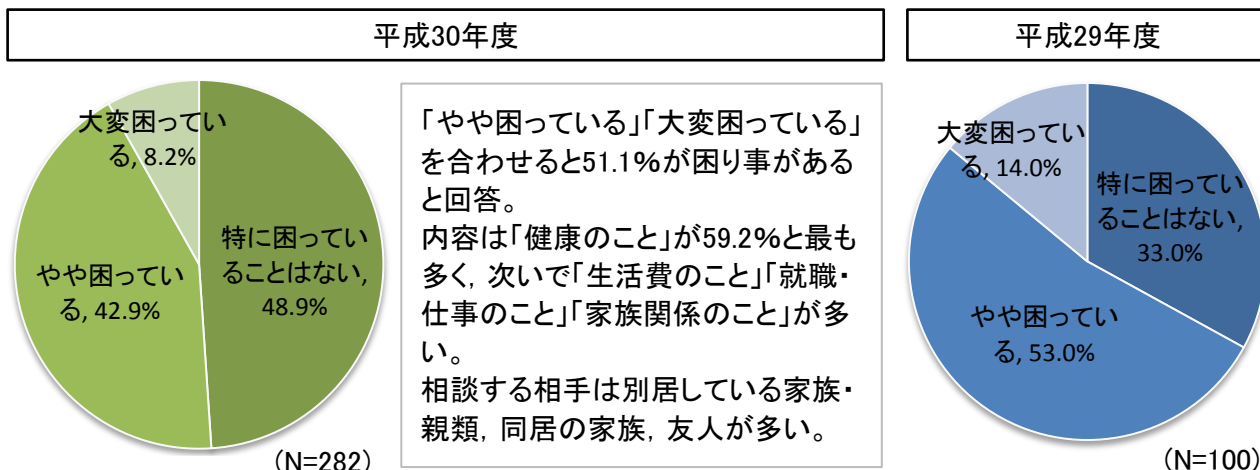 平成30年度
大変困ってい
る, 8.2%
特に困ってい
ることはない,
48.9%
やや困ってい
る, 42.9%
(N=282)
「やや困っている」「大変困っている」
を合わせると51.1%が困り事がある
と回答。
内容は「健康のこと」が59.2%と最も
多く, 次いで「生活費のこと」「就職・
仕事のこと」「家族関係のこと」が多
い。
相談する相手は別居している家族・
親類, 同居の家族, 友人が多い。
平成29年度
大変困ってい
る, 14.0%
特に困ってい
ることはない,
33.0%
やや困ってい
る, 53.0%
(N=100)